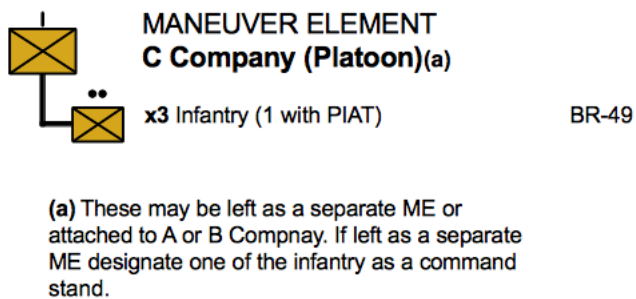 MANEUVER ELEMENT
C Company (Platoon)(a)
x3 Infantry (1 with PIAT) BR-49
(a) These may be left as a separate ME or
attached to A or B Compnay. If left as a separate
ME designate one of the infantry as a command
stand.